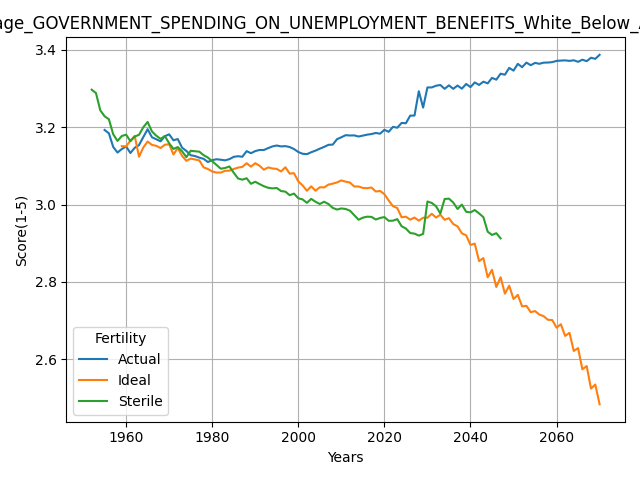 age_GOVERNMENT_SPENDING_ON_UNEMPLOYMENT_BENEFITS_White_Below_
3.4
3.2
3.0
2.8
2.6
Score(1-5)
Fertility
Actual
Ideal
Sterile
1960 1980 2000 2020 2040 2060
Years